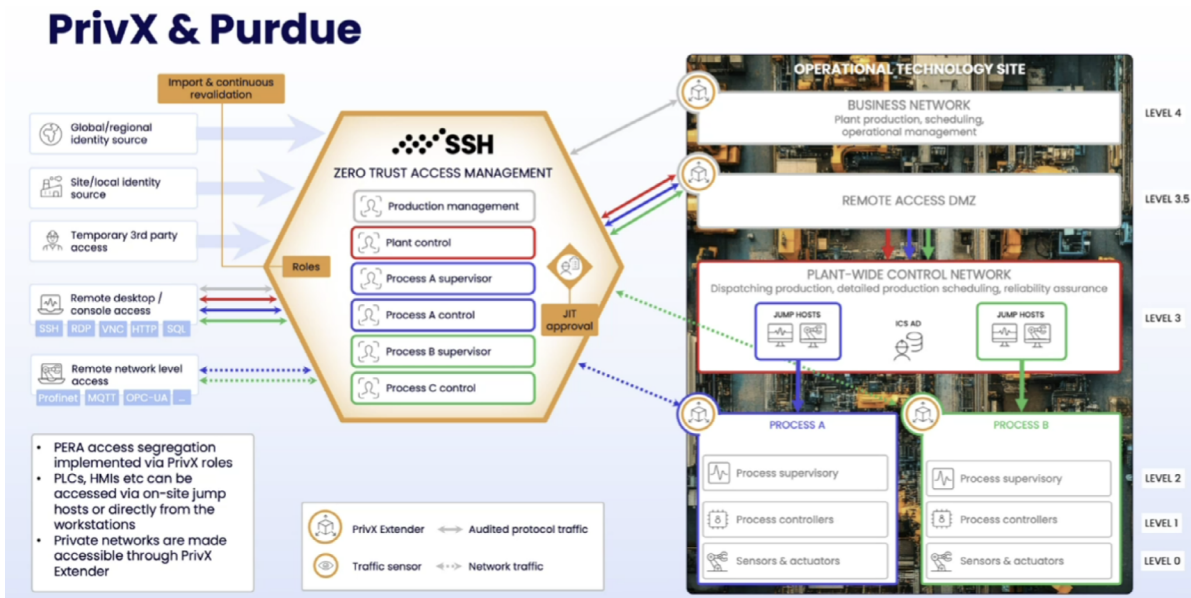 PrivX & Purdue
Import & continuous
revalidation
Global/regional
identity source
Site/local identity
source
Temporary 3rd party
access
Remote desktop /
console access
SSH
RDP
VNC
HTTP
SQL
Remote network level
access
Profinet
MQTT
OPC-UA
...
Roles
SSH
ZERO TRUST ACCESS MANAGEMENT
Production management
Plant control
Process A supervisor
Process A control
Process B supervisor
Process C control
JIT
approval
OPERATIONAL TECHNOLOGY SITE
BUSINESS NETWORK
Plant production, scheduling,
operational management
LEVEL 4
REMOTE ACCESS DMZ
LEVEL 3.5
PLANT-WIDE CONTROL NETWORK
Dispatching production, detailed production scheduling, reliability assurance
JUMP HOSTS
ICS AD
JUMP HOSTS
LEVEL 3
PROCESS A
Process supervisory
Process controllers
Sensors & actuators
PROCESS B
Process supervisory
Process controllers
Sensors & actuators
LEVEL 2
LEVEL 1
LEVEL 0
• PERA access segregation
implemented via PrivX roles
• PLCs, HMIs etc can be
accessed via on-site jump
hosts or directly from the
workstations
• Private networks are made
accessible through PrivX
Extender
PrivX Extender
Audited protocol traffic
Traffic sensor
Network traffic